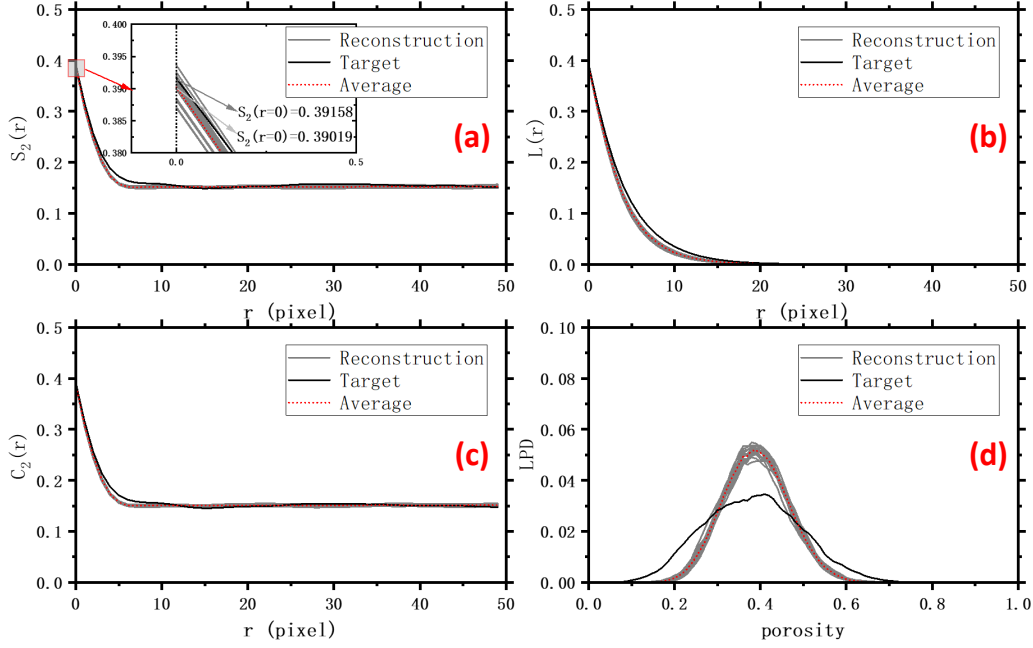 0.5
0.4
0.3
0.2
0.1
0.0
S₂(r)
0 10 20 30 40 50
r (pixel)
0.400
0.395
0.390
0.385
0.380
0.0 0.5
S₂(r=0)=0.39158
S₂(r=0)=0.39019
Reconstruction
Target
Average
(a)
0.5
0.4
0.3
0.2
0.1
0.0
L(r)
0 10 20 30 40 50
r (pixel)
Reconstruction
Target
Average
(b)
0.5
0.4
0.3
0.2
0.1
0.0
C₂(r)
0 10 20 30 40 50
r (pixel)
Reconstruction
Target
Average
(c)
0.10
0.08
0.06
0.04
0.02
0.00
LPD
0.0 0.2 0.4 0.6 0.8 1.0
porosity
Reconstruction
Target
Average
(d)